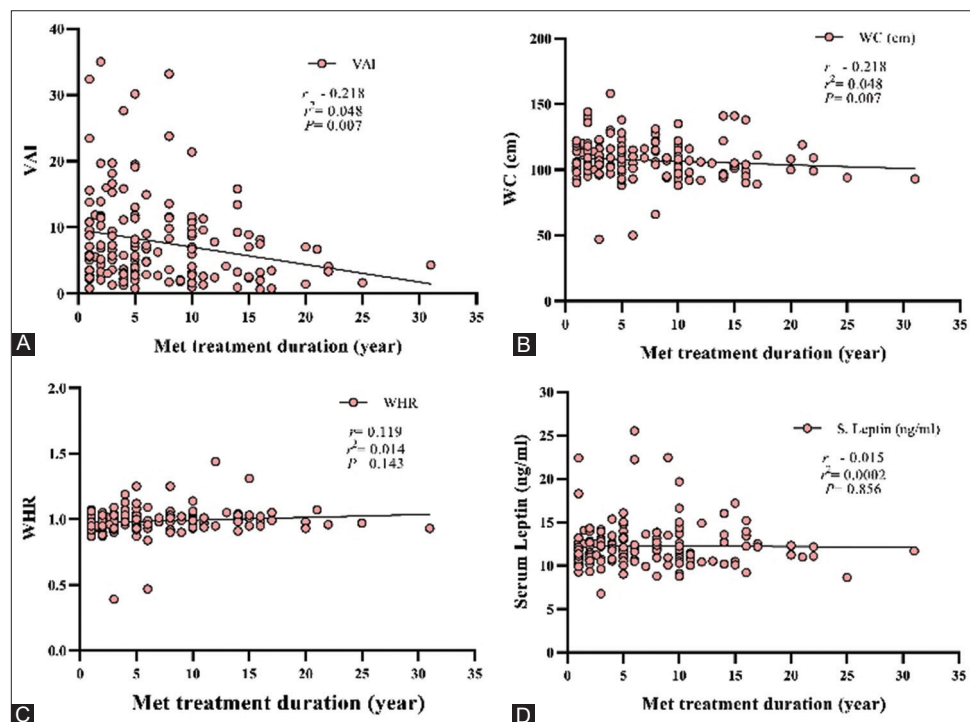 40
30
20
10
0
VAI
VAI
r - 0.218
r² = 0.048
P = 0.007
0 5 10 15 20 25 30 35
Met treatment duration (year)
A
200
150
100
50
0
WC (cm)
WC (cm)
r - 0.218
r² = 0.048
P = 0.007
0 5 10 15 20 25 30 35
Met treatment duration (year)
B
2.0
1.5
1.0
0.5
0.0
WHR
WHR
r = 0.119
r² = 0.014
P 0.143
0 5 10 15 20 25 30 35
Met treatment duration (year)
C
30
25
20
15
10
5
0
Serum Leptin (ng/ml)
S. Leptin (ng/ml)
r - 0.015
r² = 0.0002
P = 0.856
0 5 10 15 20 25 30 35
Met treatment duration (year)
D